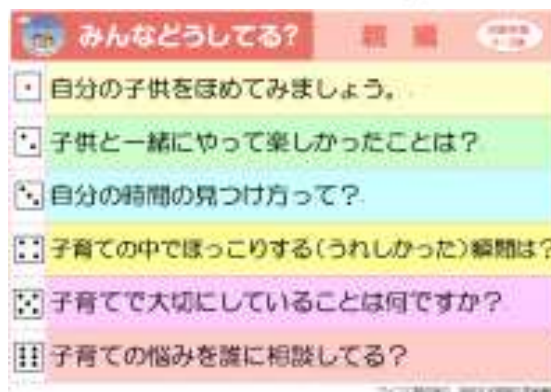 みんなどうしてる?
自分の子供をほめてみましょう。
子供と一緒にやって楽しかったことは?
自分の時間の見つけ方って?
子育ての中でほっこりする(うれしかった)瞬間は?
子育てで大切にしていることは何ですか?
子育ての悩みを誰に相談してる?